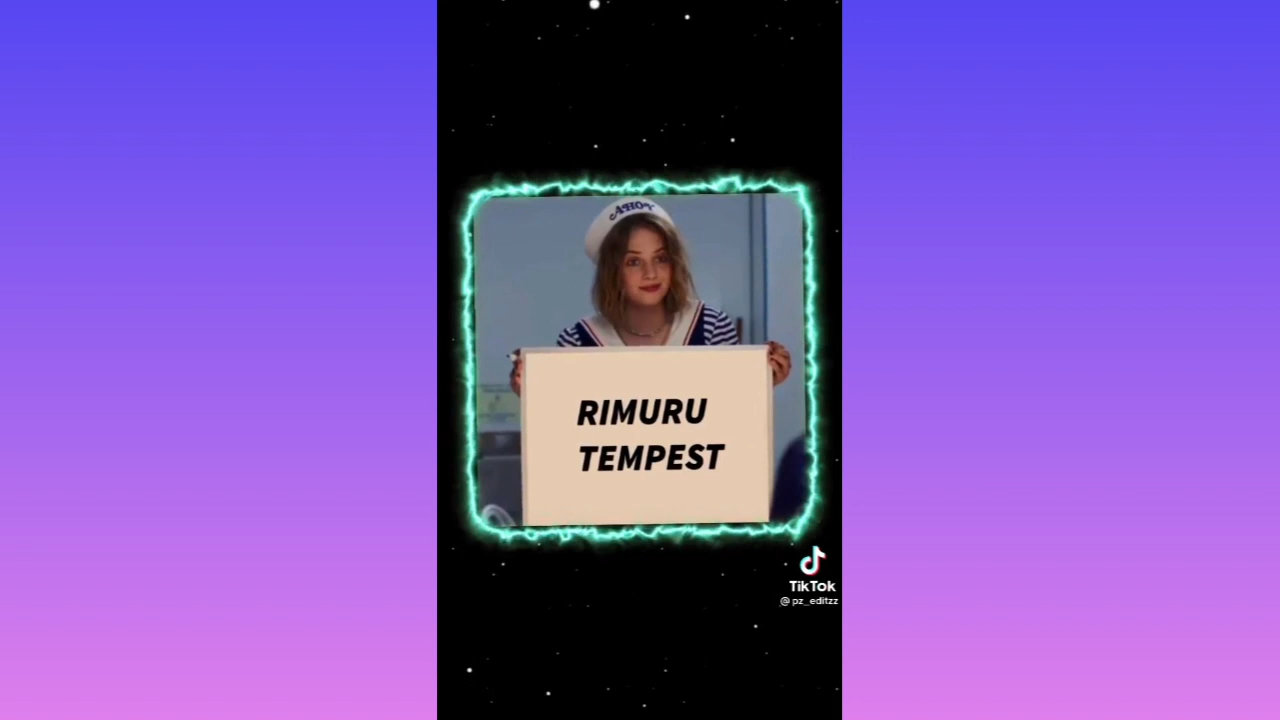 AHOY
RIMURU
TEMPEST
TikTok
@ pz_editzz